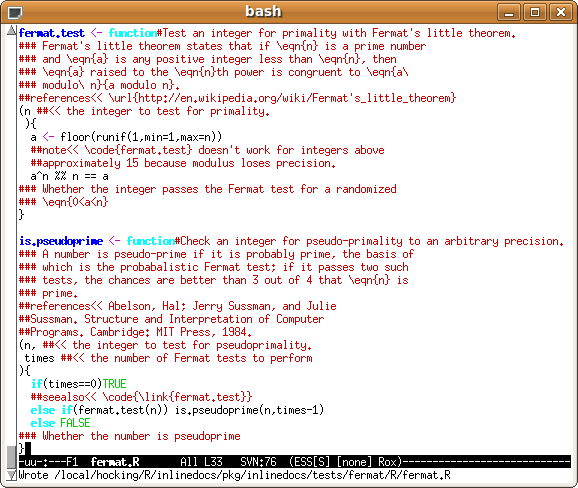 bash
fermat.test <- function#Test an integer for primality with Fermat's little theorem.
### Fermat's little theorem states that if \eqn{n} is a prime number
### and \eqn{a} is any positive integer less than \eqn{n}, then
### \eqn{a} raised to the \eqn{n}th power is congruent to \eqn{a\
### modulo\ n}{a modulo n}.
##references<< \url{http://en.wikipedia.org/wiki/Fermat's_little_theorem}
(n ##<< the integer to test for primality.
 ){
  a <- floor(runif(1,min=1,max=n))
  ##note<< \code{fermat.test} doesn't work for integers above
  ##approximately 15 because modulus loses precision.
  a^n %% n == a
### Whether the integer passes the Fermat test for a randomized
### \eqn{0<a<n}
}

is.pseudoprime <- function#Check an integer for pseudo-primality to an arbitrary precision.
### A number is pseudo-prime if it is probably prime, the basis of
### which is the probabalistic Fermat test; if it passes two such
### tests, the chances are better than 3 out of 4 that \eqn{n} is
### prime.
##references<< Abelson, Hal; Jerry Sussman, and Julie
##Sussman. Structure and Interpretation of Computer
##Programs. Cambridge: MIT Press, 1984.
(n, ##<< the integer to test for pseudoprimality.
 times ##<< the number of Fermat tests to perform
){
  if(times==0)TRUE
  ##seealso<< \code{\link{fermat.test}}
  else if(fermat.test(n)) is.pseudoprime(n,times-1)
  else FALSE
### Whether the number is pseudoprime
}
-uu-:---F1  fermat.R       All L33   SVN:76  (ESS[S] [none] Rox)--------------------------
Wrote /local/hocking/R/inlinedocs/pkg/inlinedocs/tests/fermat/R/fermat.R